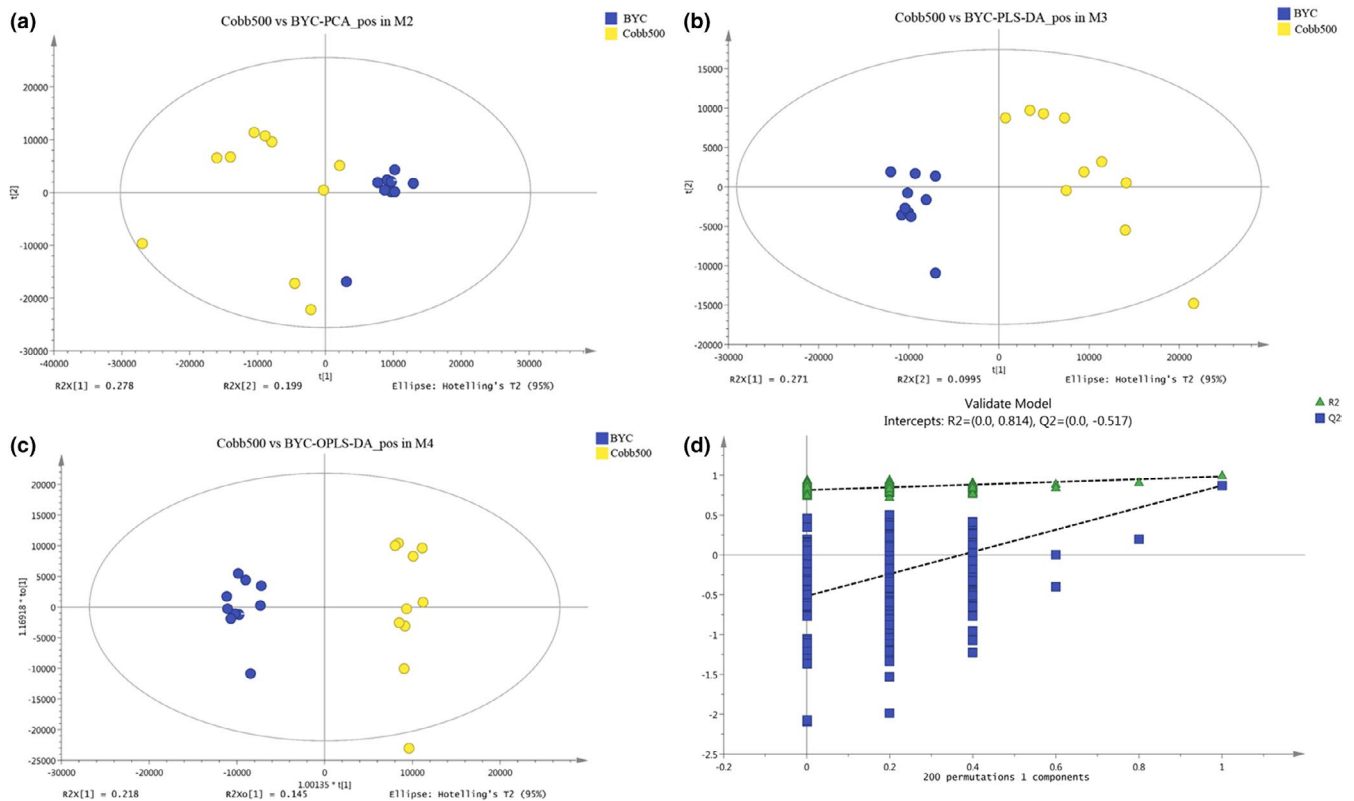 (a)
Cobb500 vs BYC-PCA_pos in M2
BYC
Cobb500
20000
10000
0
-10000
-20000
-30000
t[2]
-40000 -30000 -20000 -10000 0 10000 20000 30000
t[1]
R2X[1] = 0.278 R2X[2] = 0.199 Ellipse: Hotelling's T2 (95%)
(b)
Cobb500 vs BYC-PLS-DA_pos in M3
BYC
Cobb500
15000
10000
5000
0
-5000
-10000
-15000
-20000
t[2]
-30000 -20000 -10000 0 10000 20000
t[1]
R2X[1] = 0.271 R2X[2] = 0.0995 Ellipse: Hotelling's T2 (95%)
(c)
Cobb500 vs BYC-OPLS-DA_pos in M4
BYC
Cobb500
20000
15000
10000
5000
0
-5000
-10000
-15000
-20000
-25000
1.16918 * to[1]
-30000 -20000 -10000 0 10000 20000
1.00135 * t[1]
R2X[1] = 0.218 R2Xo[1] = 0.145 Ellipse: Hotelling's T2 (95%)
(d)
Validate Model
Intercepts: R2=(0.0, 0.814), Q2=(0.0, -0.517)
R2
Q2
1
0.5
0
-0.5
-1
-1.5
-2
-2.5
-0.2 0 0.2 0.4 0.6 0.8 1
200 permutations 1 components